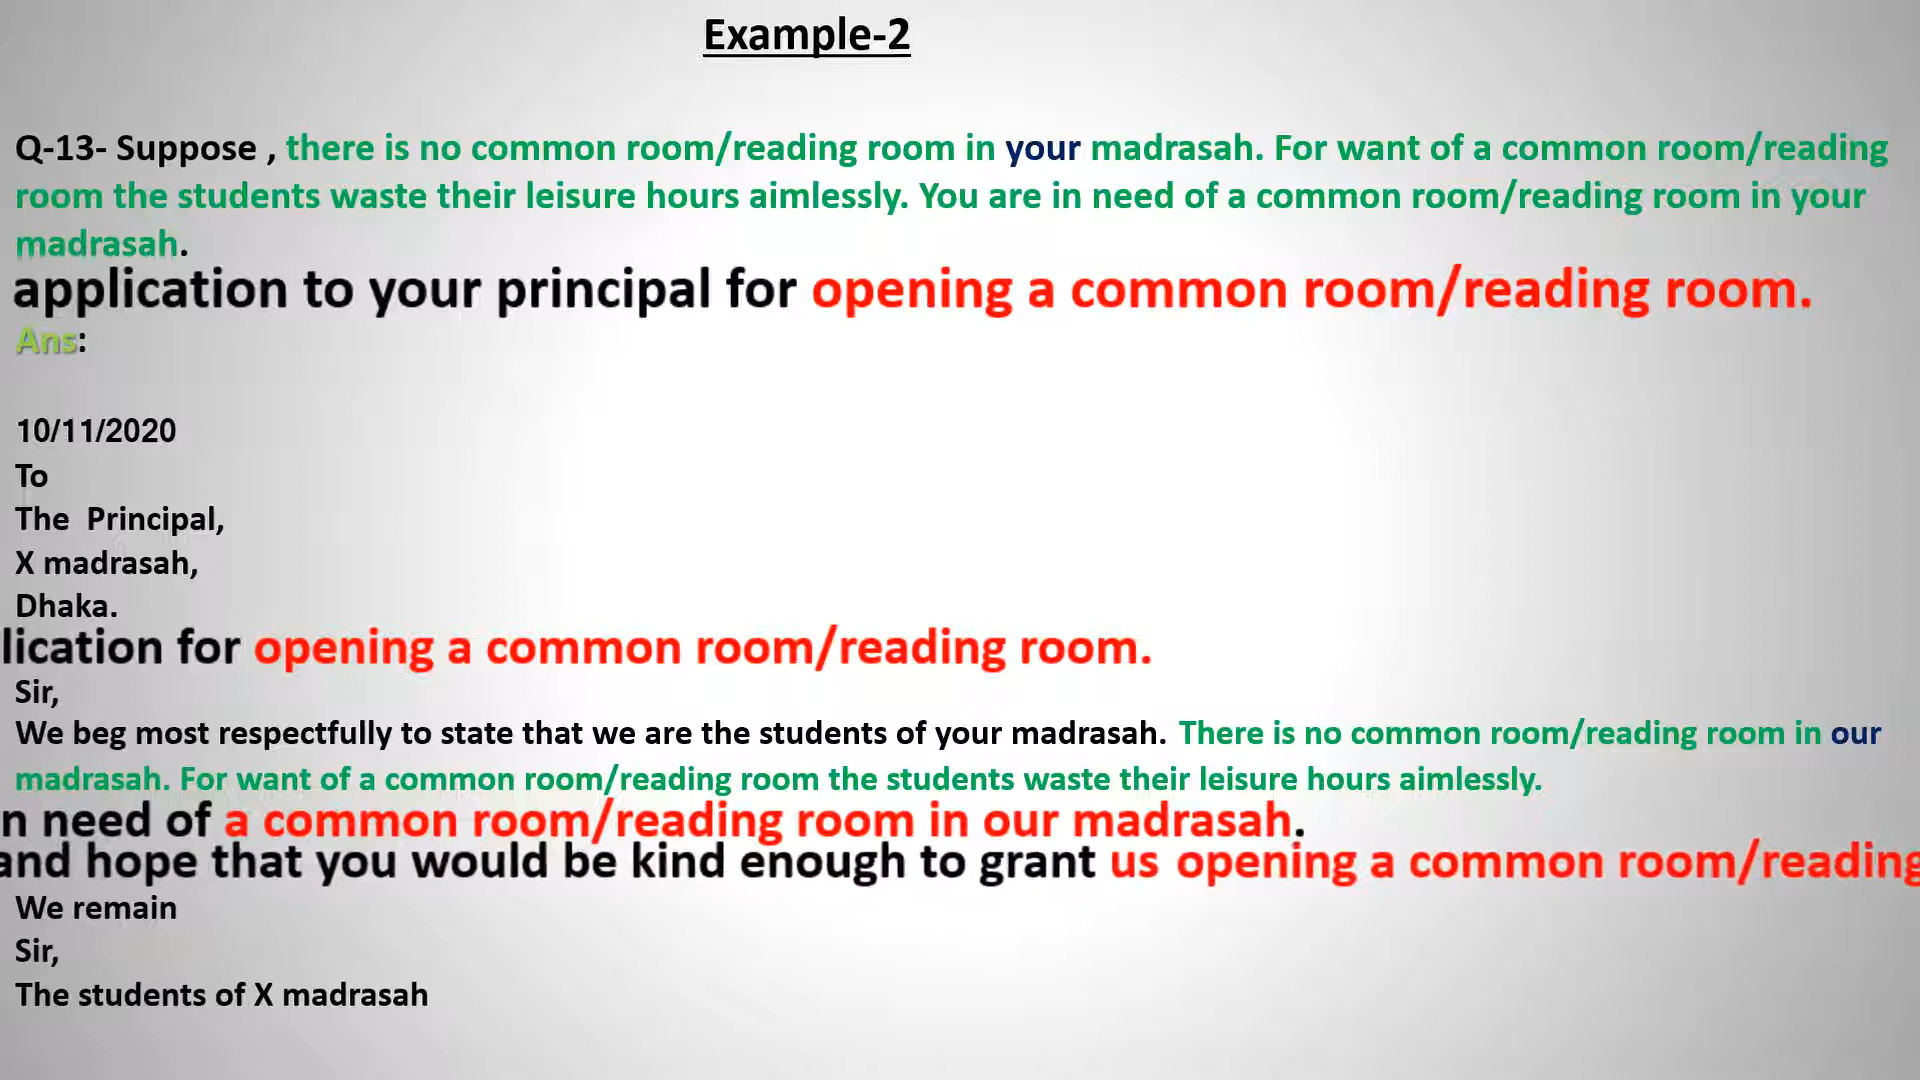 Example-2
Q-13- Suppose , there is no common room/reading room in your madrasah. For want of a common room/reading
room the students waste their leisure hours aimlessly. You are in need of a common room/reading room in your
madrasah.
application to your principal for opening a common room/reading room.
Ans:
10/11/2020
To
The Principal,
X madrasah,
Dhaka.
lication for opening a common room/reading room.
Sir,
We beg most respectfully to state that we are the students of your madrasah. There is no common room/reading room in our
madrasah. For want of a common room/reading room the students waste their leisure hours aimlessly.
n need of a common room/reading room in our madrasah.
and hope that you would be kind enough to grant us opening a common room/reading
We remain
Sir,
The students of X madrasah